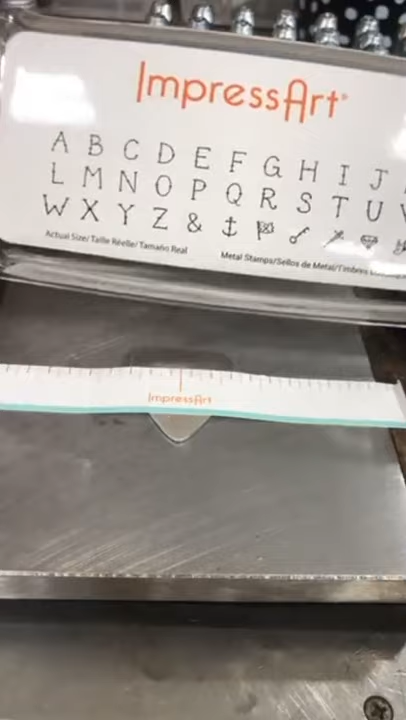 ImpressArt®
A B C D E F G H I J
L M N O P Q R S T U
W X Y Z &
Actual Size/Taille Réelle/Tamaño Real
Metal Stamps/Sellos de Metal/Timbres
ImpressArt